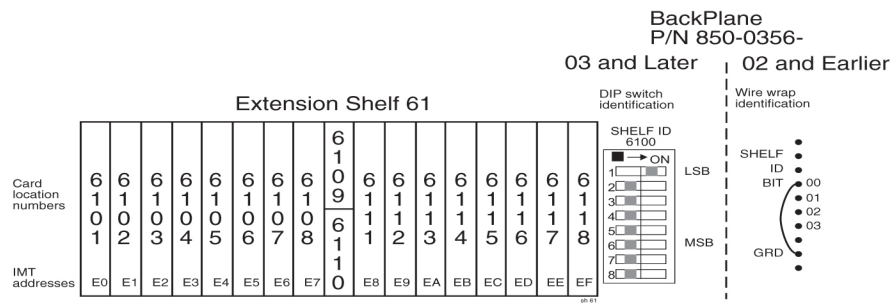 BackPlane
P/N 850-0356-
03 and Later
02 and Earlier
Extension Shelf 61
DIP switch
identification
Wire wrap
identification
SHELF ID
6100
ON
1
2
3
4
5
6
7
8
LSB
MSB
SHELF
ID
BIT
00
01
02
03
GRD
Card
location
numbers
6101
6102
6103
6104
6105
6106
6107
6108
6109
6110
6111
6112
6113
6114
6115
6116
6117
6118
IMT
addresses
E0 E1 E2 E3 E4 E5 E6 E7 E8 E9 EA EB EC ED EE EF
sh 61